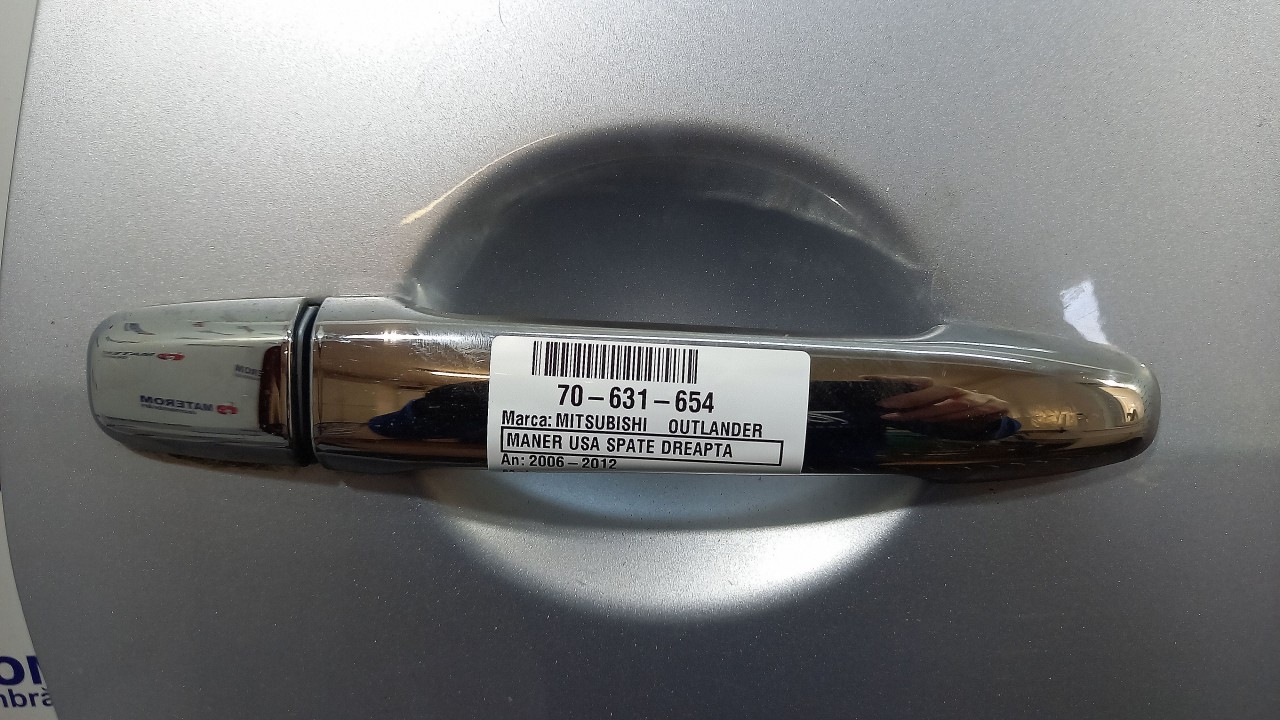 70-631-654
Marca: MITSUBISHI OUTLANDER
MANER USA SPATE DREAPTA
An: 2006-2012
MATEROM